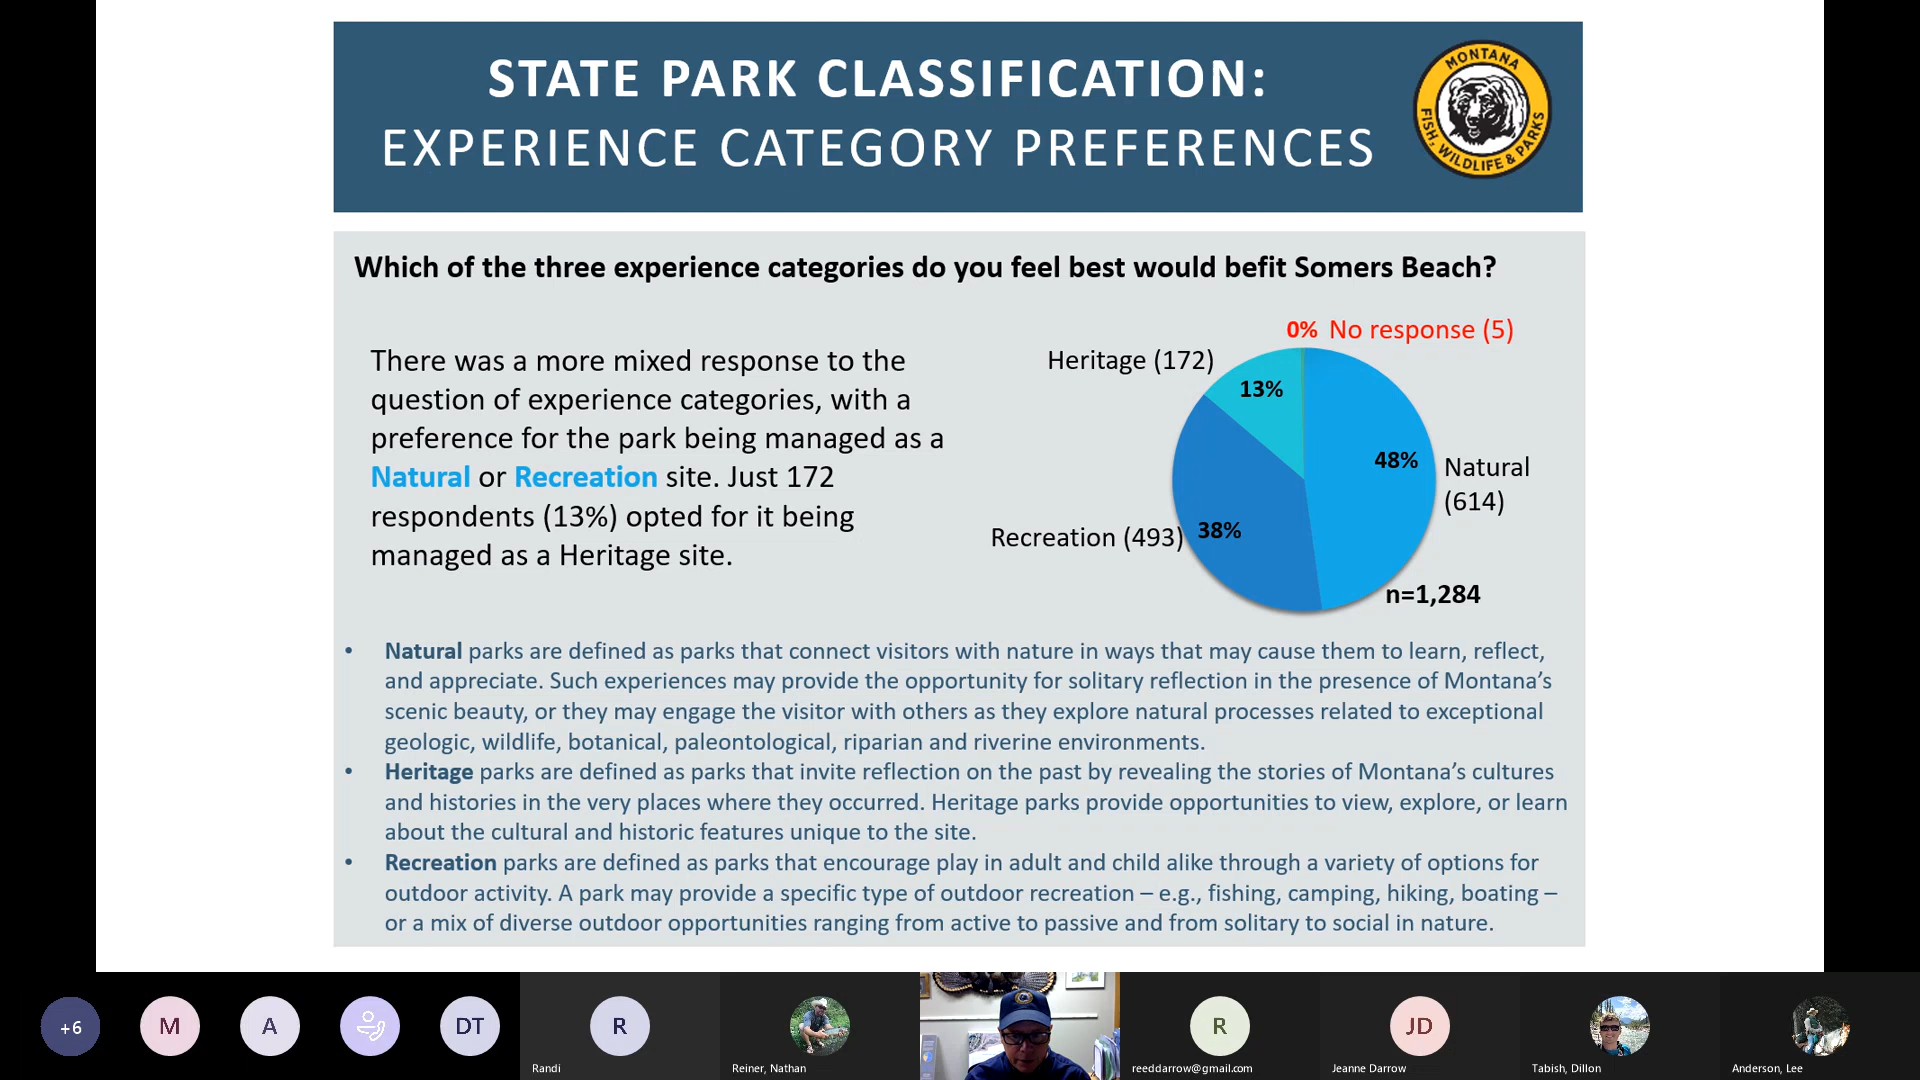 STATE PARK CLASSIFICATION:
EXPERIENCE CATEGORY PREFERENCES
MONTANA
FISH, WILDLIFE & PARKS
Which of the three experience categories do you feel best would befit Somers Beach?
There was a more mixed response to the
question of experience categories, with a
preference for the park being managed as a
Natural or Recreation site. Just 172
respondents (13%) opted for it being
managed as a Heritage site.
0% No response (5)
Heritage (172)
13%
48%
Natural
(614)
Recreation (493)
38%
n=1,284
• Natural parks are defined as parks that connect visitors with nature in ways that may cause them to learn, reflect,
and appreciate. Such experiences may provide the opportunity for solitary reflection in the presence of Montana’s
scenic beauty, or they may engage the visitor with others as they explore natural processes related to exceptional
geologic, wildlife, botanical, paleontological, riparian and riverine environments.
• Heritage parks are defined as parks that invite reflection on the past by revealing the stories of Montana’s cultures
and histories in the very places where they occurred. Heritage parks provide opportunities to view, explore, or learn
about the cultural and historic features unique to the site.
• Recreation parks are defined as parks that encourage play in adult and child alike through a variety of options for
outdoor activity. A park may provide a specific type of outdoor recreation – e.g., fishing, camping, hiking, boating –
or a mix of diverse outdoor opportunities ranging from active to passive and from solitary to social in nature.
+6
M
A
DT
R
R
JD
Randi
Reiner, Nathan
reeddarrow@gmail.com
Jeanne Darrow
Tabish, Dillon
Anderson, Lee